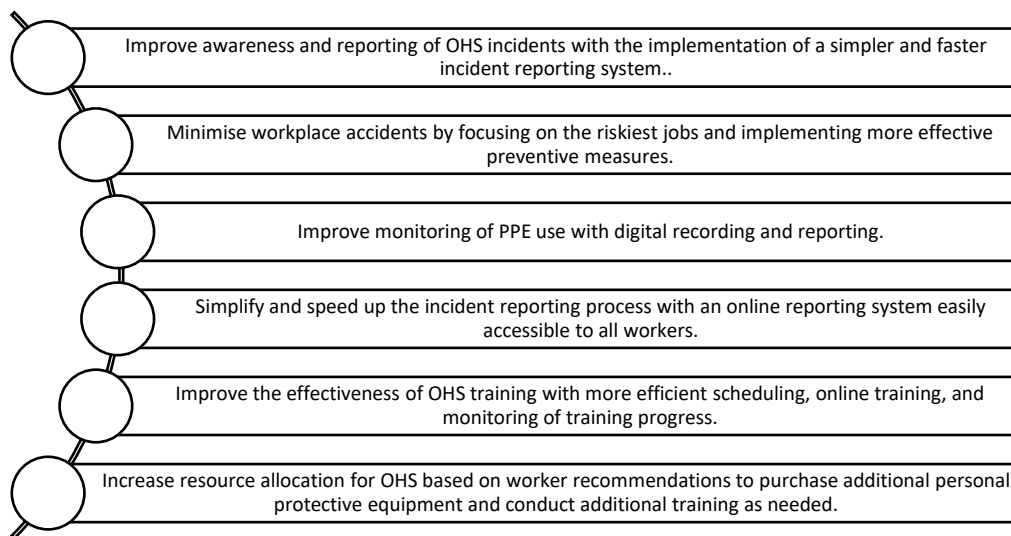 Improve awareness and reporting of OHS incidents with the implementation of a simpler and faster
incident reporting system..
Minimise workplace accidents by focusing on the riskiest jobs and implementing more effective
preventive measures.
Improve monitoring of PPE use with digital recording and reporting.
Simplify and speed up the incident reporting process with an online reporting system easily
accessible to all workers.
Improve the effectiveness of OHS training with more efficient scheduling, online training, and
monitoring of training progress.
Increase resource allocation for OHS based on worker recommendations to purchase additional personal
protective equipment and conduct additional training as needed.